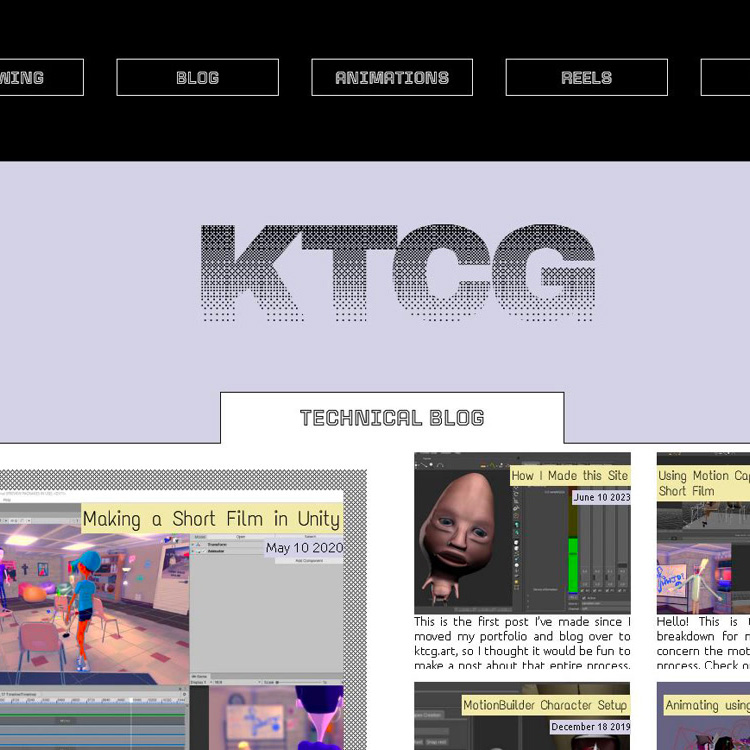 BLOG
ANIMATIONS
REELS
KTCG
TECHNICAL BLOG
Making a Short Film in Unity
May 10 2020
How I Made this Site
June 10 2023
This is the first post I've made since I
moved my portfolio and blog over to
ktcg.art, so I thought it would be fun to
make a post about that entire process.
Using Motion
Short Film
Hello! This is
breakdown for
concern the
process. Check
MotionBuilder Character Setup
December 18 2019
Animating using